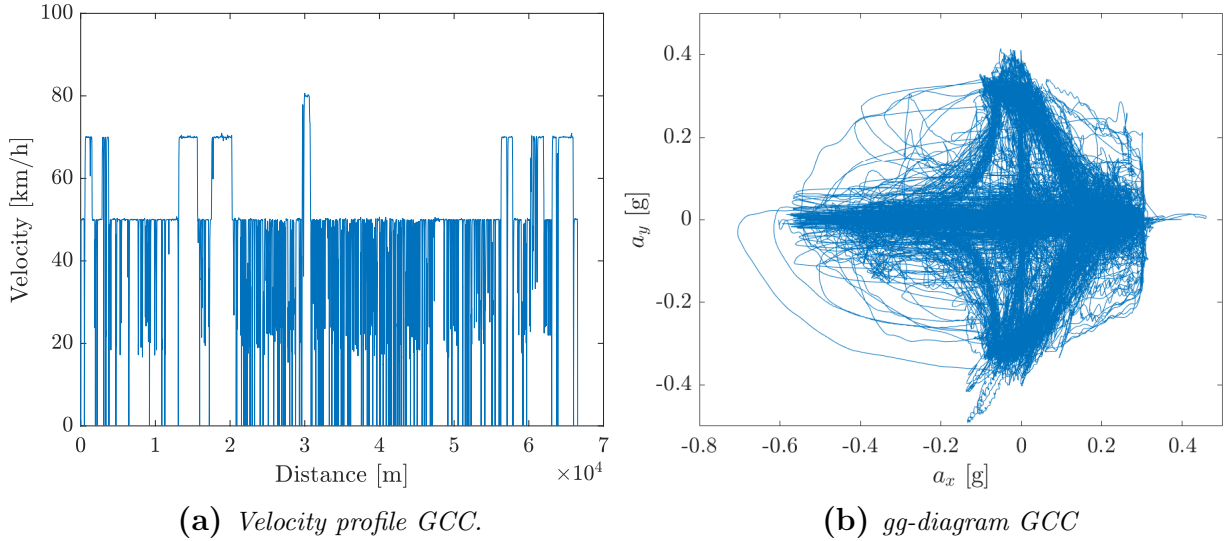 100
80
60
40
20
0
Velocity [km/h]
0 1 2 3 4 5 6 7
Distance [m] ×10⁴
(a) Velocity profile GCC.
0.4
0.2
0
-0.2
-0.4
a_y [g]
-0.8 -0.6 -0.4 -0.2 0 0.2 0.4
a_x [g]
(b) gg-diagram GCC